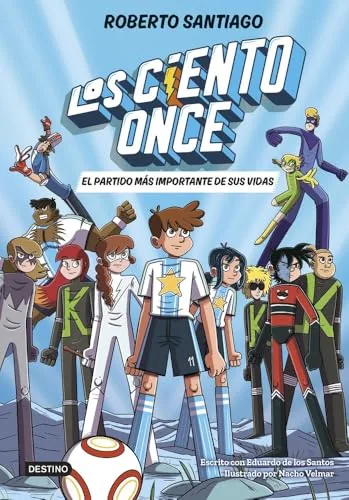 ROBERTO SANTIAGO
LOS CIENTO
ONCE
EL PARTIDO MÁS IMPORTANTE DE SUS VIDAS
K
K
K
11
Escrito con Eduardo de los Santos
Ilustrado por Nacho Velmar
DESTINO